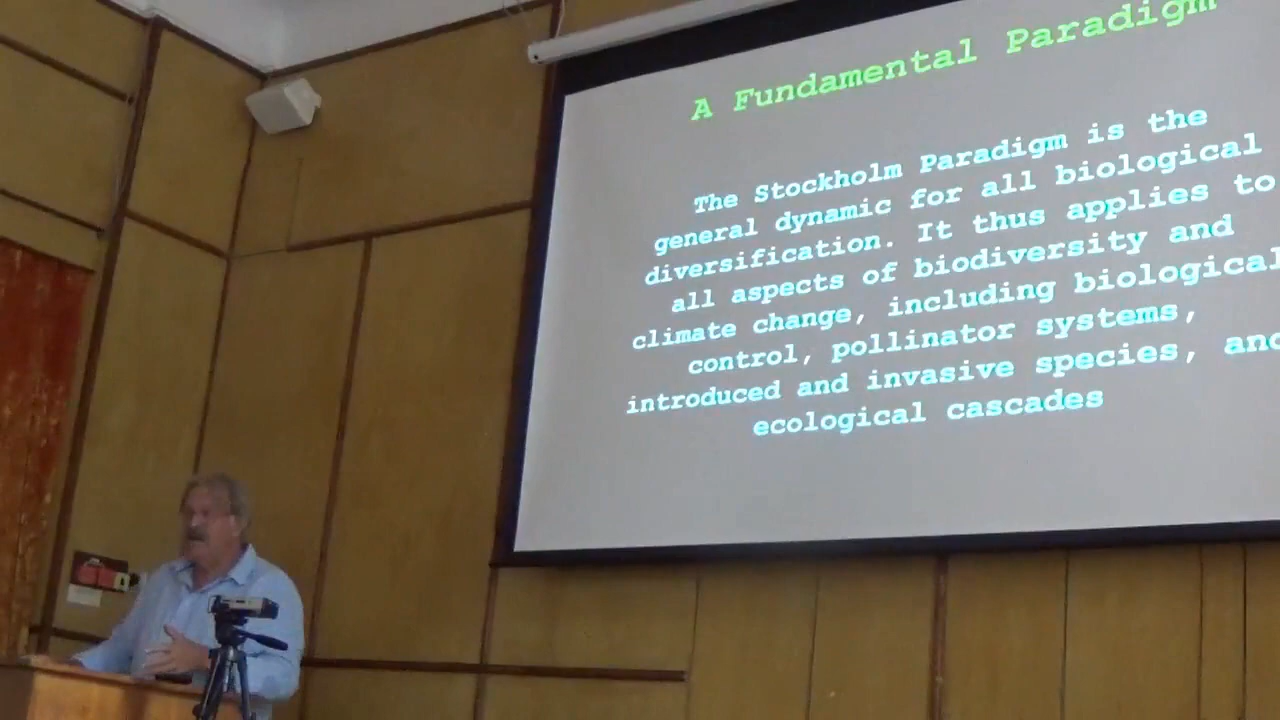 A Fundamental Paradigm
The Stockholm Paradigm is the
general dynamic for all biological
diversification. It thus applies to
all aspects of biodiversity and
climate change, including biological
control, pollinator systems,
introduced and invasive species, and
ecological cascades